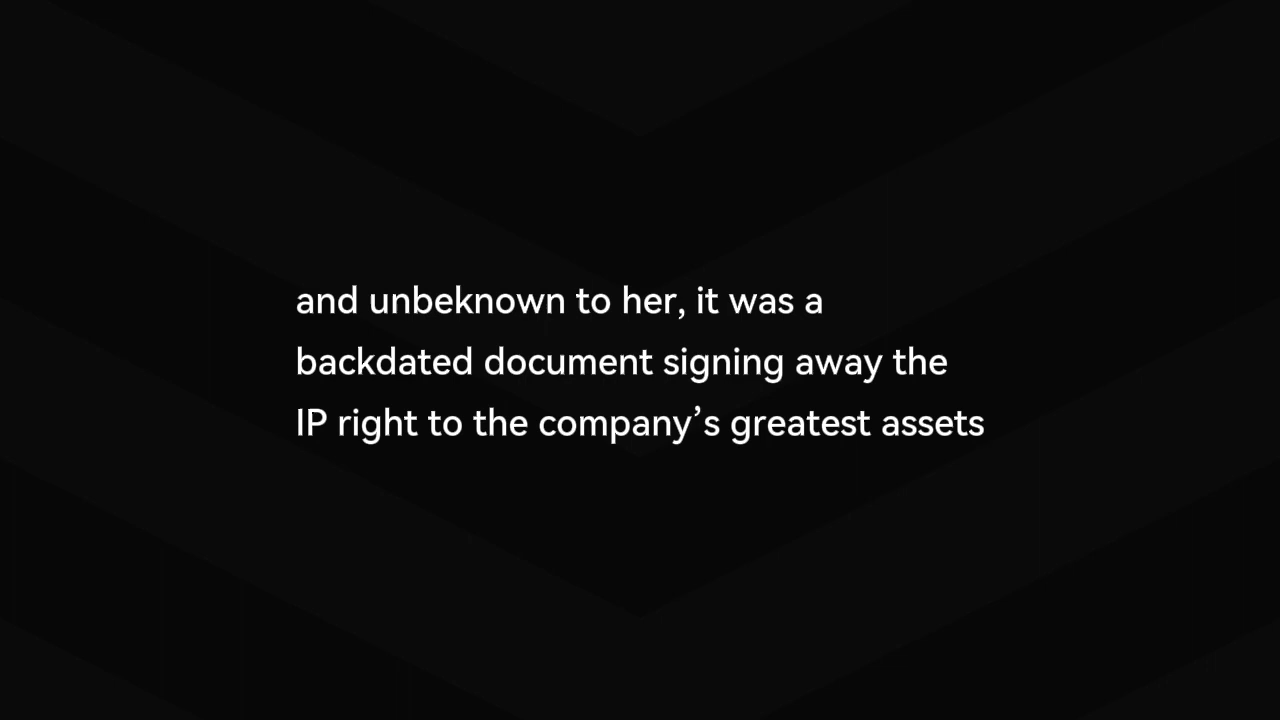 and unbeknown to her, it was a
backdated document signing away the
IP right to the company’s greatest assets